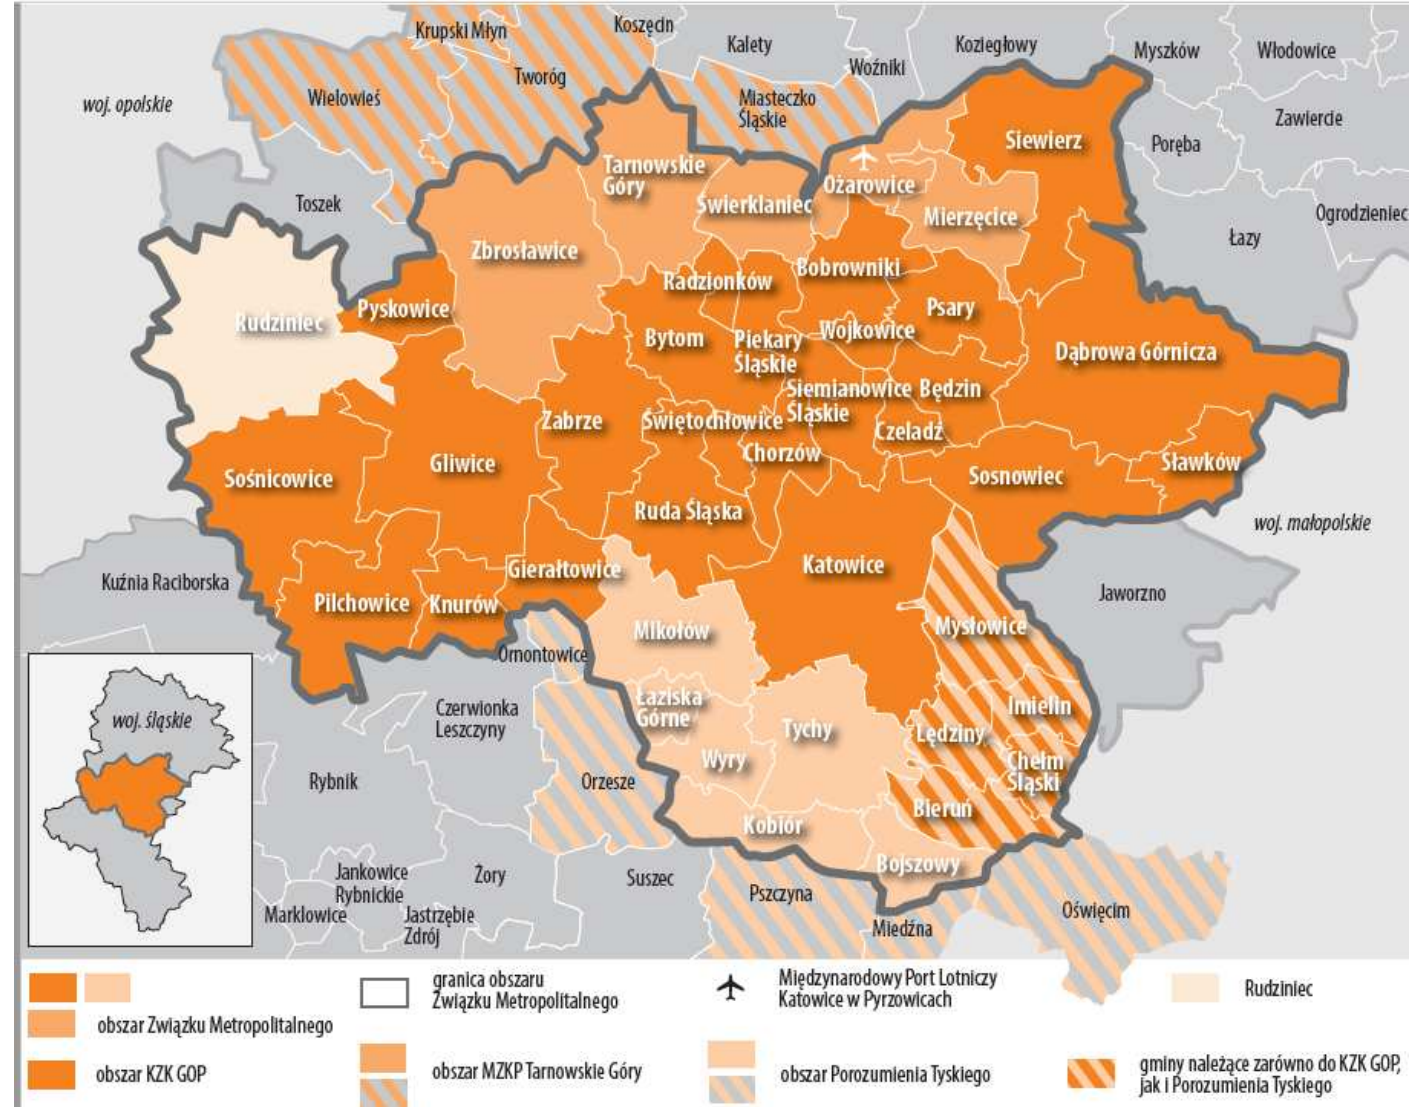 Krupski Młyn
Koszęcin
Kalety
Koziegłowy
Myszków
Włodowice
Woźniki
Tworóg
Wielowieś
Miasteczko
Śląskie
woj. opolskie
Zawiercie
Siewierz
Poręba
Tarnowskie
Góry
Ożarowice
Toszek
Świerklaniec
Mierzęcice
Ogrodzieniec
Łazy
Zbrosławice
Radzionków
Bobrowniki
Pyskowice
Psary
Rudziniec
Bytom
Piekary
Śląskie
Wojkowice
Dąbrowa Górnicza
Siemianowice
Śląskie
Będzin
Zabrze
Świętochłowice
Czeladź
Chorzów
Gliwice
Sławków
Sośnicowice
Sosnowiec
Ruda Śląska
woj. małopolskie
Katowice
Gierałtowice
Kuźnia Raciborska
Jaworzno
Pilchowice
Knurów
Mikołów
Mysłowice
Ornontowice
Łaziska
Górne
Imielin
Czerwionka
Leszczyny
woj. śląskie
Tychy
Lędziny
Wyry
Chełm
Śląski
Rybnik
Orzesze
Bieruń
Kobiór
Bojszowy
Jankowice
Rybnickie
Żory
Suszec
Pszczyna
Marklowice
Jastrzębie
Zdrój
Miedźna
Oświęcim
granica obszaru
Związku Metropolitalnego
Międzynarodowy Port Lotniczy
Katowice w Pyrzowicach
Rudziniec
obszar Związku Metropolitalnego
obszar KZK GOP
obszar MZKP Tarnowskie Góry
obszar Porozumienia Tyskiego
gminy należące zarówno do KZK GOP,
jak i Porozumienia Tyskiego